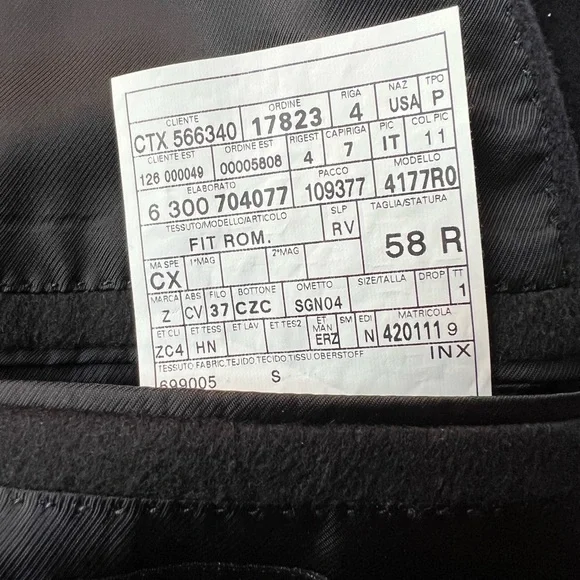 CLIENTE ORDINE RIGA NAZ TPO
CTX 566340 17823 4 USA P
CLIENTE EST ORDINE EST RIGEST CAPIRIGA PIC COL PIC
126 000049 00005808 4 7 IT 11
ELABORATO PACCO MODELLO
6 300 704077 109377 4177R0
TESSUTO/MODELLO/ARTICOLO SLP TAGLIA/STATURA
FIT ROM. RV 58 R
MA SPE 1°MAG 2°MAG
CX
MARCA ABS FILO BOTTONE OMETTO SIZE/TALLA DROP TT
Z CV 37 CZC SGN04 1
ET CLI ET TESS ET LAV ET TES2 ET MAN SM EDI MATRICOLA
ZC4 HN ERZ N 420111 9
TESSUTO FABRIC,TEJIDO TECIDO TISSU OBERSTOFF INX
699005 S